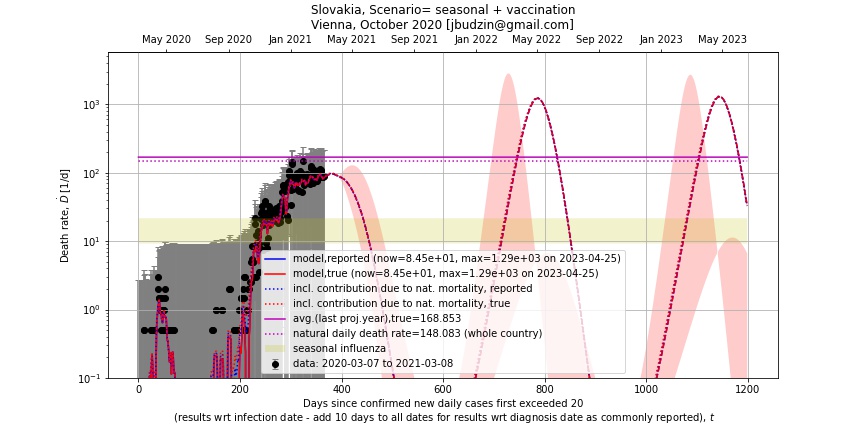 Slovakia, Scenario= seasonal + vaccination
Vienna, October 2020 [jbudzin@gmail.com]
May 2020 Sep 2020 Jan 2021 May 2021 Sep 2021 Jan 2022 May 2022 Sep 2022 Jan 2023 May 2023
Death rate, Ḋ [1/d]
10³
10²
10¹
10⁰
10⁻¹
model,reported (now=8.45e+01, max=1.29e+03 on 2023-04-25)
model,true (now=8.45e+01, max=1.29e+03 on 2023-04-25)
incl. contribution due to nat. mortality, reported
incl. contribution due to nat. mortality, true
avg.(last proj.year),true=168.853
natural daily death rate=148.083 (whole country)
seasonal influenza
data: 2020-03-07 to 2021-03-08
0 200 400 600 800 1000 1200
Days since confirmed new daily cases first exceeded 20
(results wrt infection date - add 10 days to all dates for results wrt diagnosis date as commonly reported), t